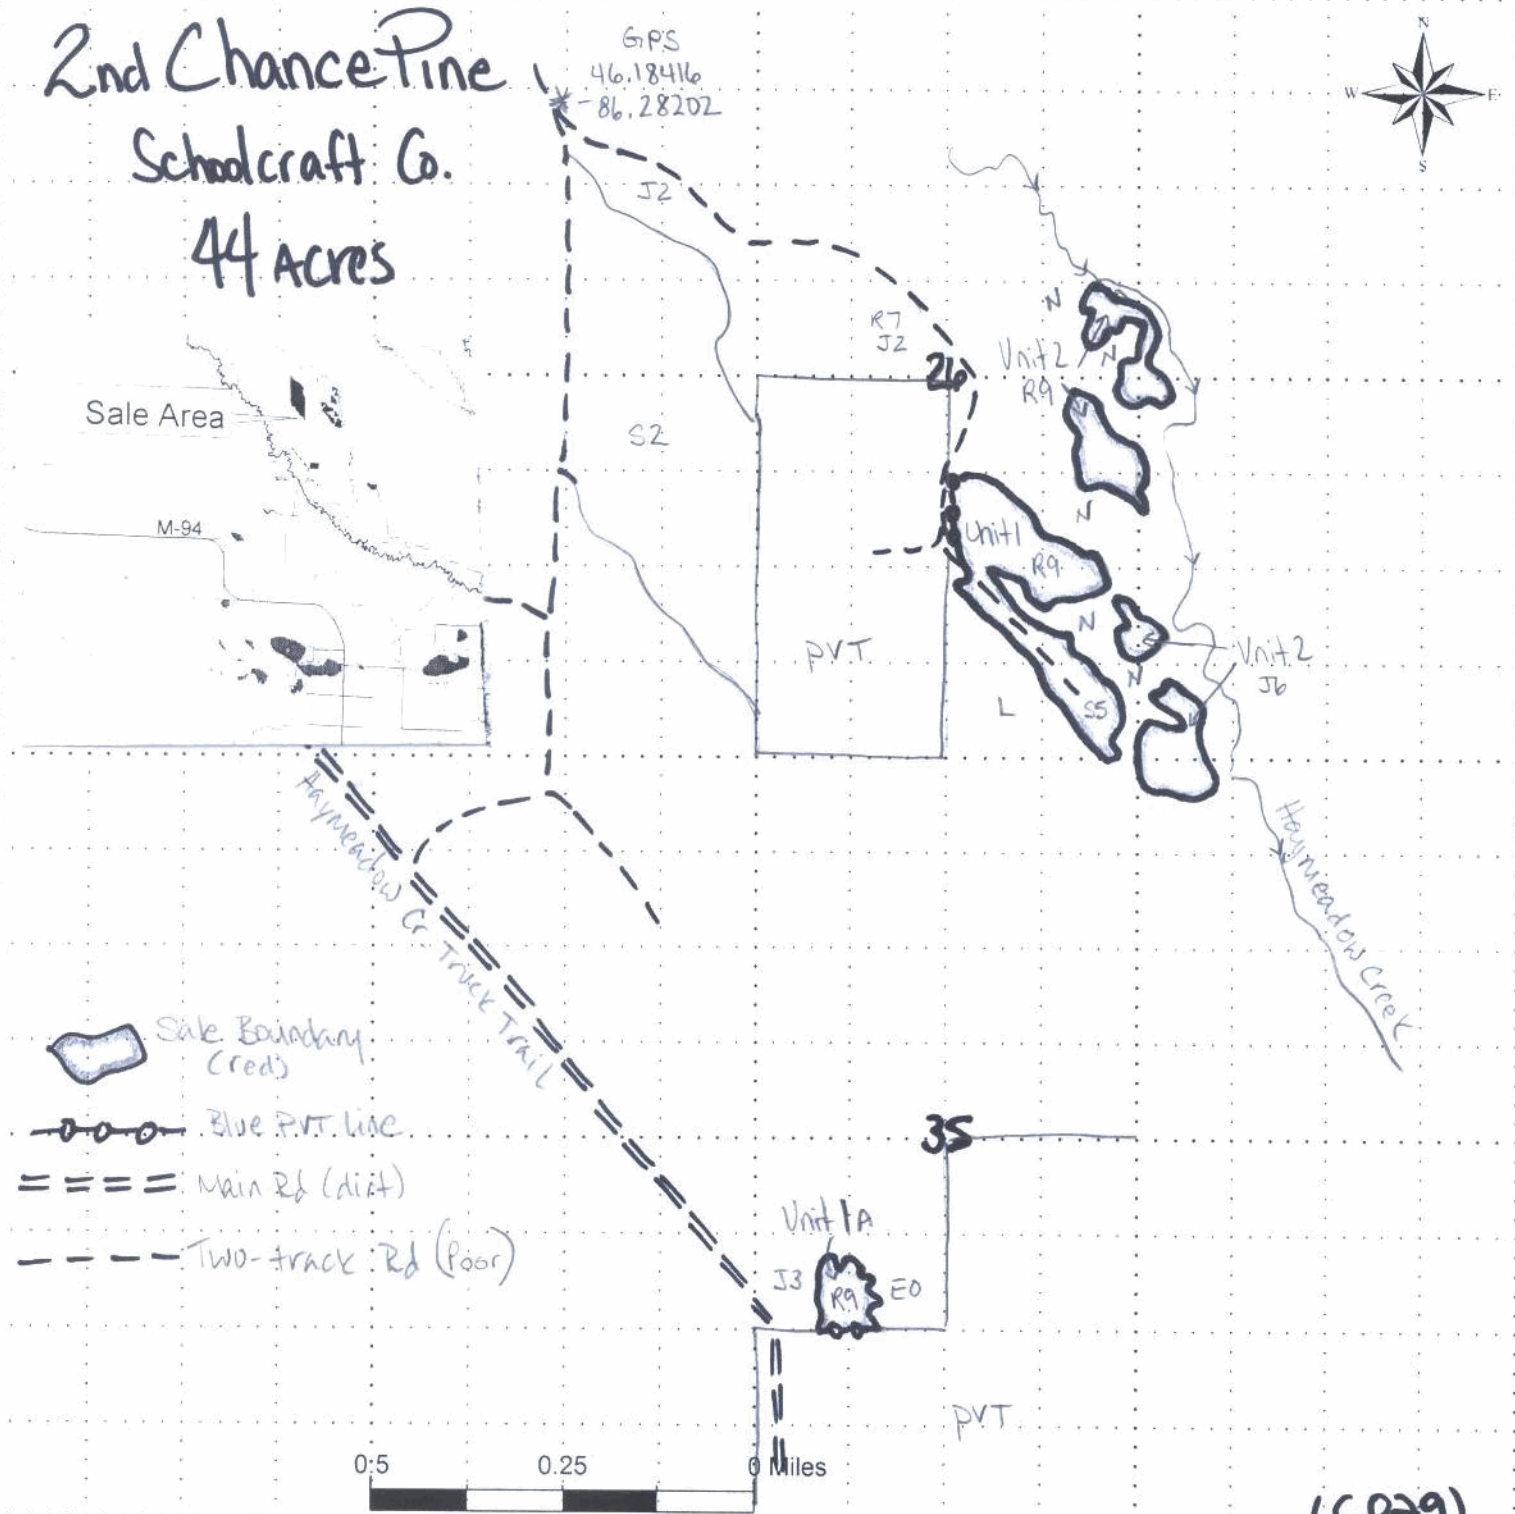 2nd Chance Pine
Schoolcraft Co.
44 Acres
GPS
46.18416
-86.28202
N
W
E
S
J2
R7
J2
26
N
Unit 2
R9
N
N
Sale Area
S2
M-94
Unit 1
R9
N
PVT
Unit 2
J6
N
L
S5
Haymeadow Cr. Truck Trail
Haymeadow Creek
Sale Boundary
(red)
Blue PVT line
Main Rd (dirt)
Two-track Rd (Poor)
35
Unit 1A
J3
R9
E0
PVT
0.5
0.25
0 Miles